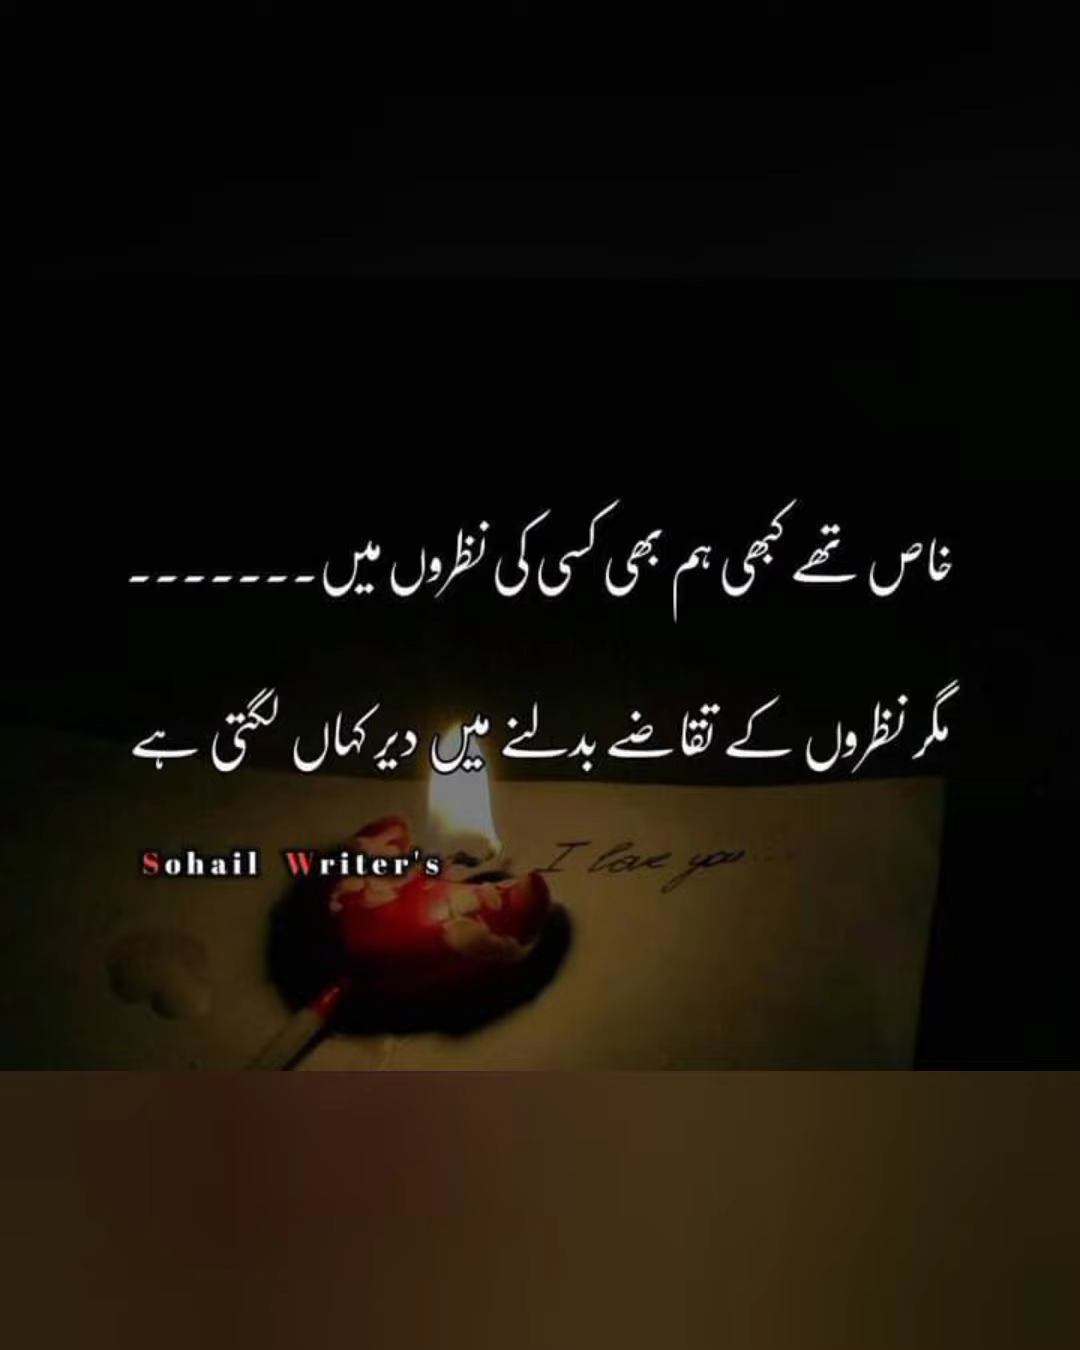 خاص تھے کبھی ہم بھی کسی کی نظروں میں-------
مگر نظروں کے تقاضے بدلنے میں دیر کہاں لگتی ہے
Sohail Writer's
I love you...